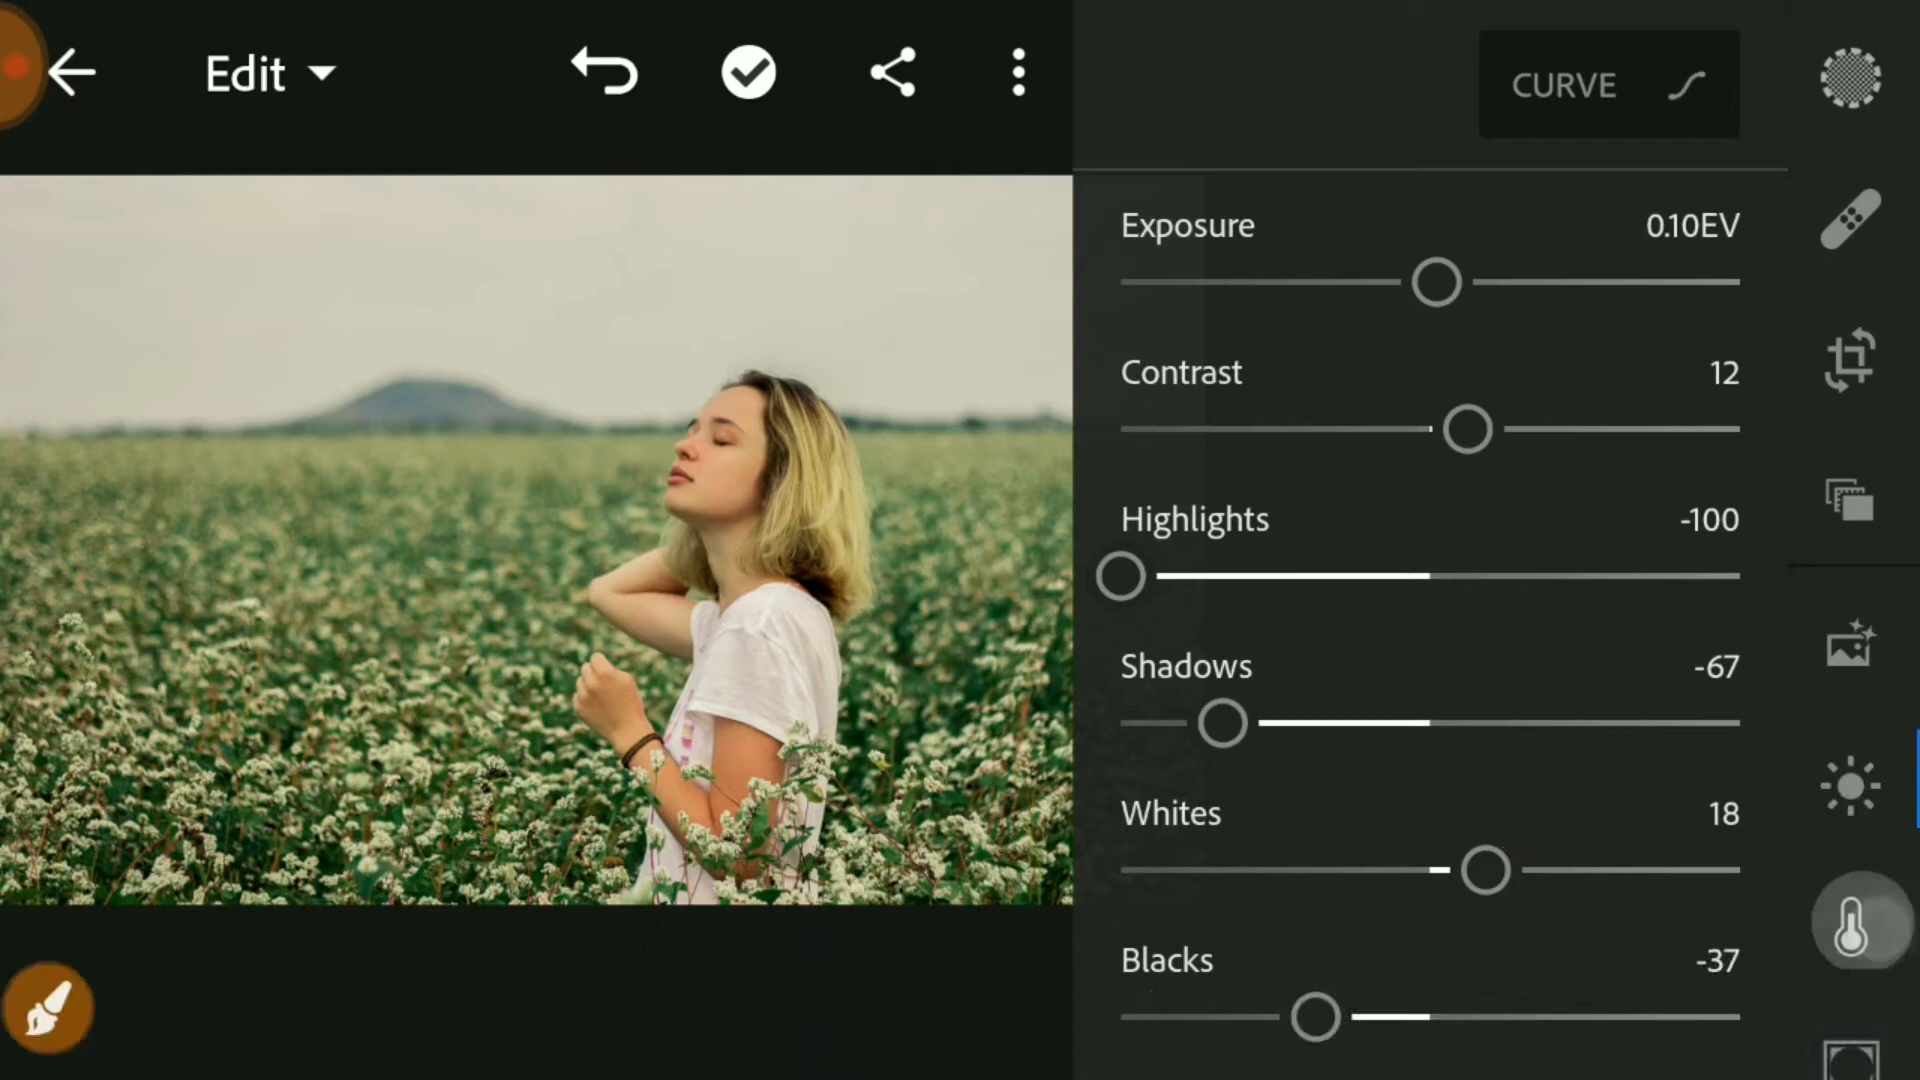 Edit
CURVE
Exposure 0.10EV
Contrast 12
Highlights -100
Shadows -67
Whites 18
Blacks -37